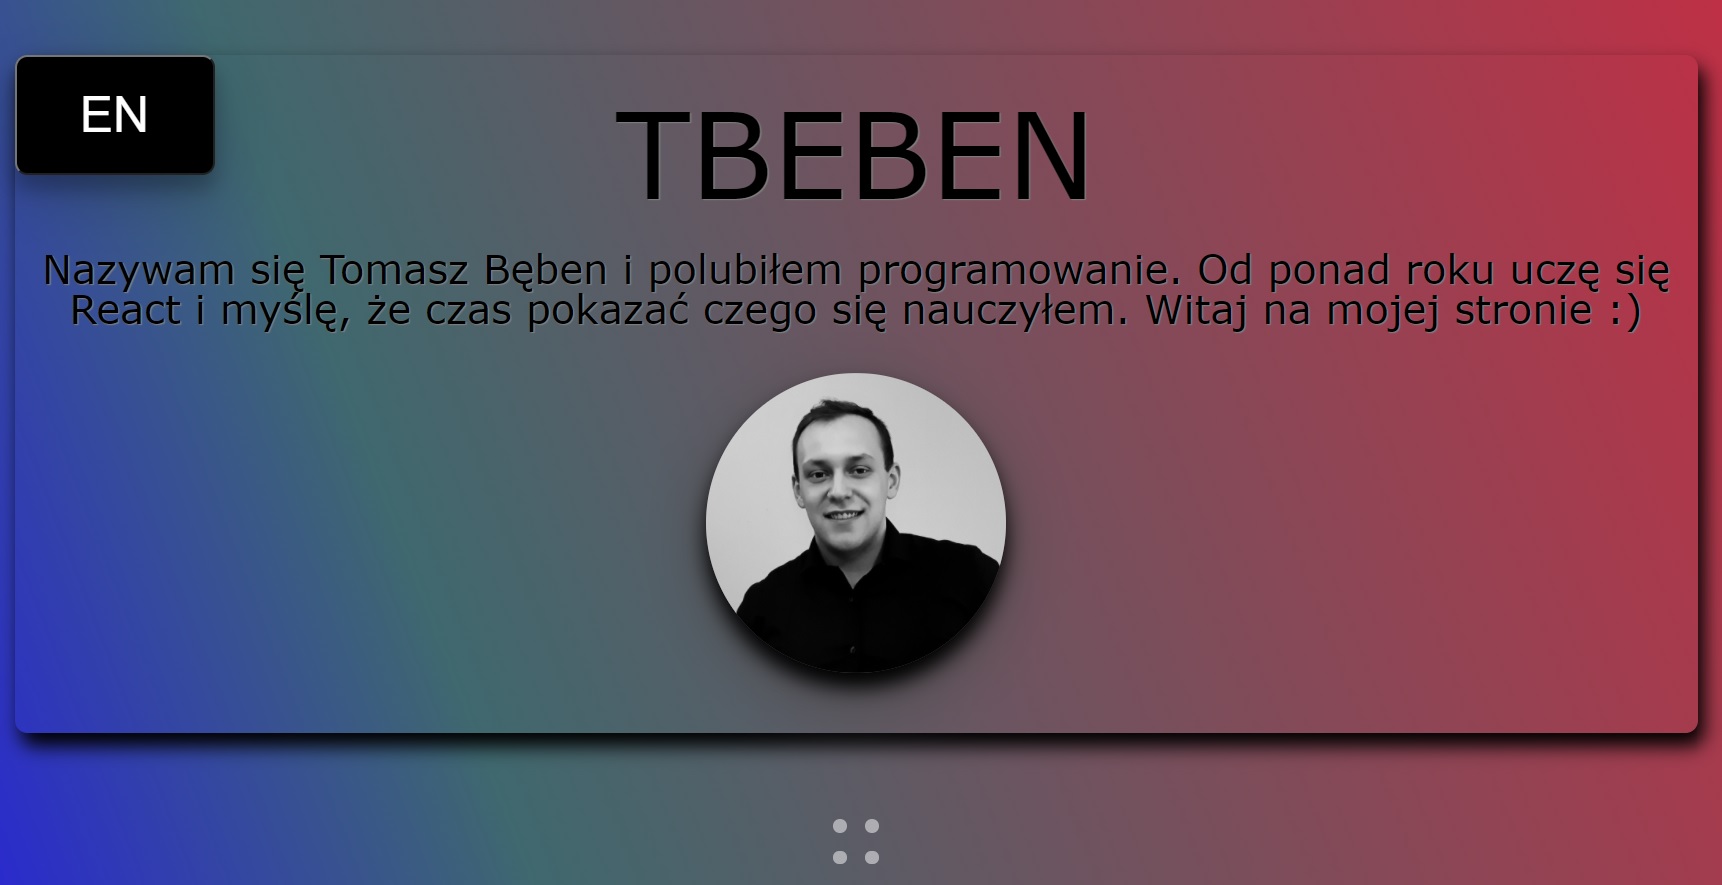 EN
TBEBEN
Nazywam się Tomasz Bęben i polubiłem programowanie. Od ponad roku uczę się
React i myślę, że czas pokazać czego się nauczyłem. Witaj na mojej stronie :)